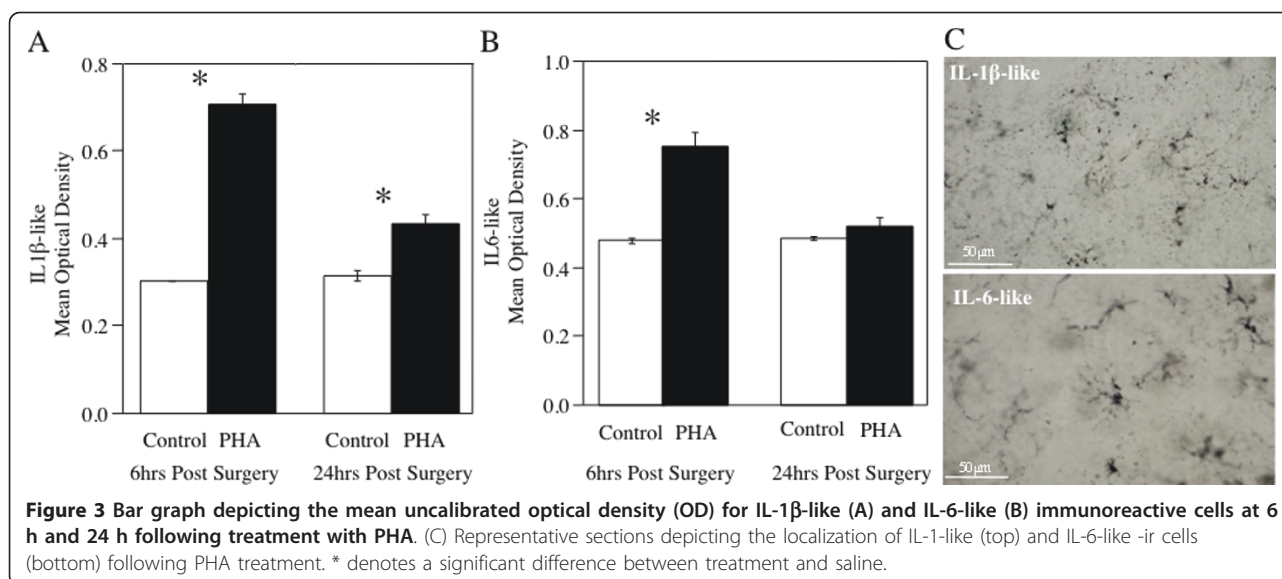 A
B
C
IL1β-like
Mean Optical Density
0.8
0.6
0.4
0.2
0.0
*
*
Control PHA
Control PHA
6hrs Post Surgery
24hrs Post Surgery
IL6-like
Mean Optical Density
1.0
0.8
0.6
0.4
0.2
0.0
*
Control PHA
Control PHA
6hrs Post Surgery
24hrs Post Surgery
IL-1β-like
50 µm
IL-6-like
50 µm
Figure 3 Bar graph depicting the mean uncalibrated optical density (OD) for IL-1β-like (A) and IL-6-like (B) immunoreactive cells at 6
h and 24 h following treatment with PHA. (C) Representative sections depicting the localization of IL-1-like (top) and IL-6-like -ir cells
(bottom) following PHA treatment. * denotes a significant difference between treatment and saline.